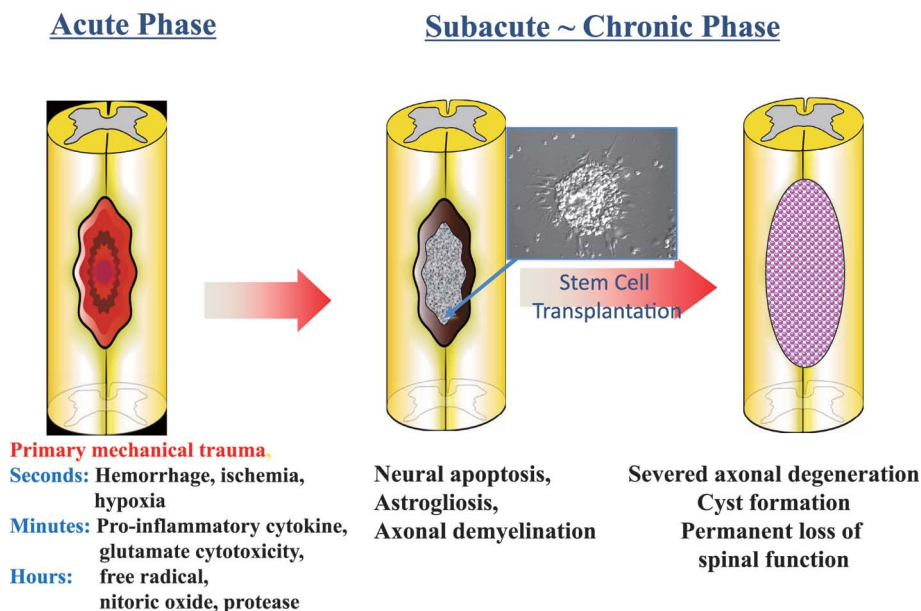 Acute Phase
Subacute ~ Chronic Phase
Stem Cell
Transplantation
Primary mechanical trauma,
Seconds: Hemorrhage, ischemia,
hypoxia
Minutes: Pro-inflammatory cytokine,
glutamate cytotoxicity,
Hours: free radical,
nitoric oxide, protease
Neural apoptosis,
Astrogliosis,
Axonal demyelination
Severed axonal degeneration
Cyst formation
Permanent loss of
spinal function